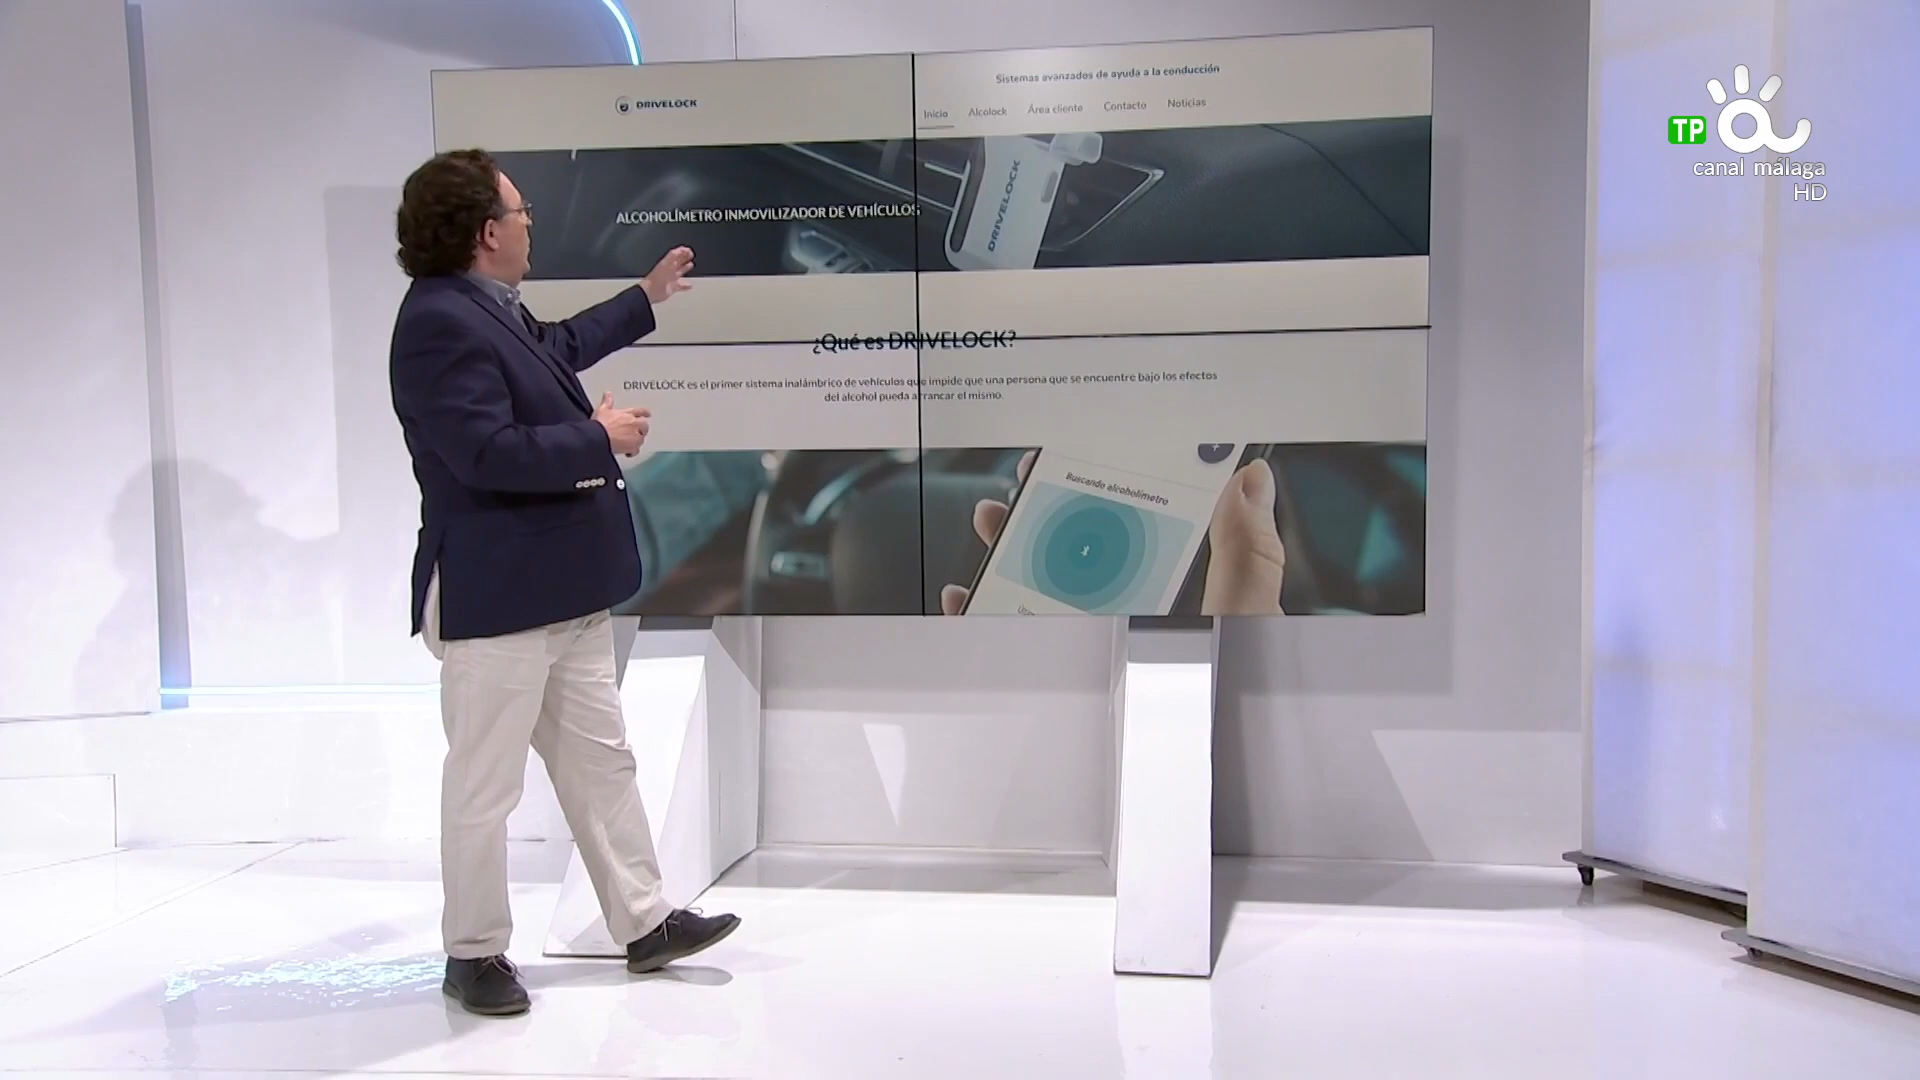 Sistemas avanzados de ayuda a la conducción
DRIVELOCK
Inicio Alcolock Área cliente Contacto Noticias
TP
canal málaga
HD
ALCOHOLÍMETRO INMOVILIZADOR DE VEHÍCULOS
DRIVELOCK
¿Qué es DRIVELOCK?
DRIVELOCK es el primer sistema inalámbrico de vehículos que impide que una persona que se encuentre bajo los efectos
del alcohol pueda arrancar el mismo.
Buscando alcoholímetro